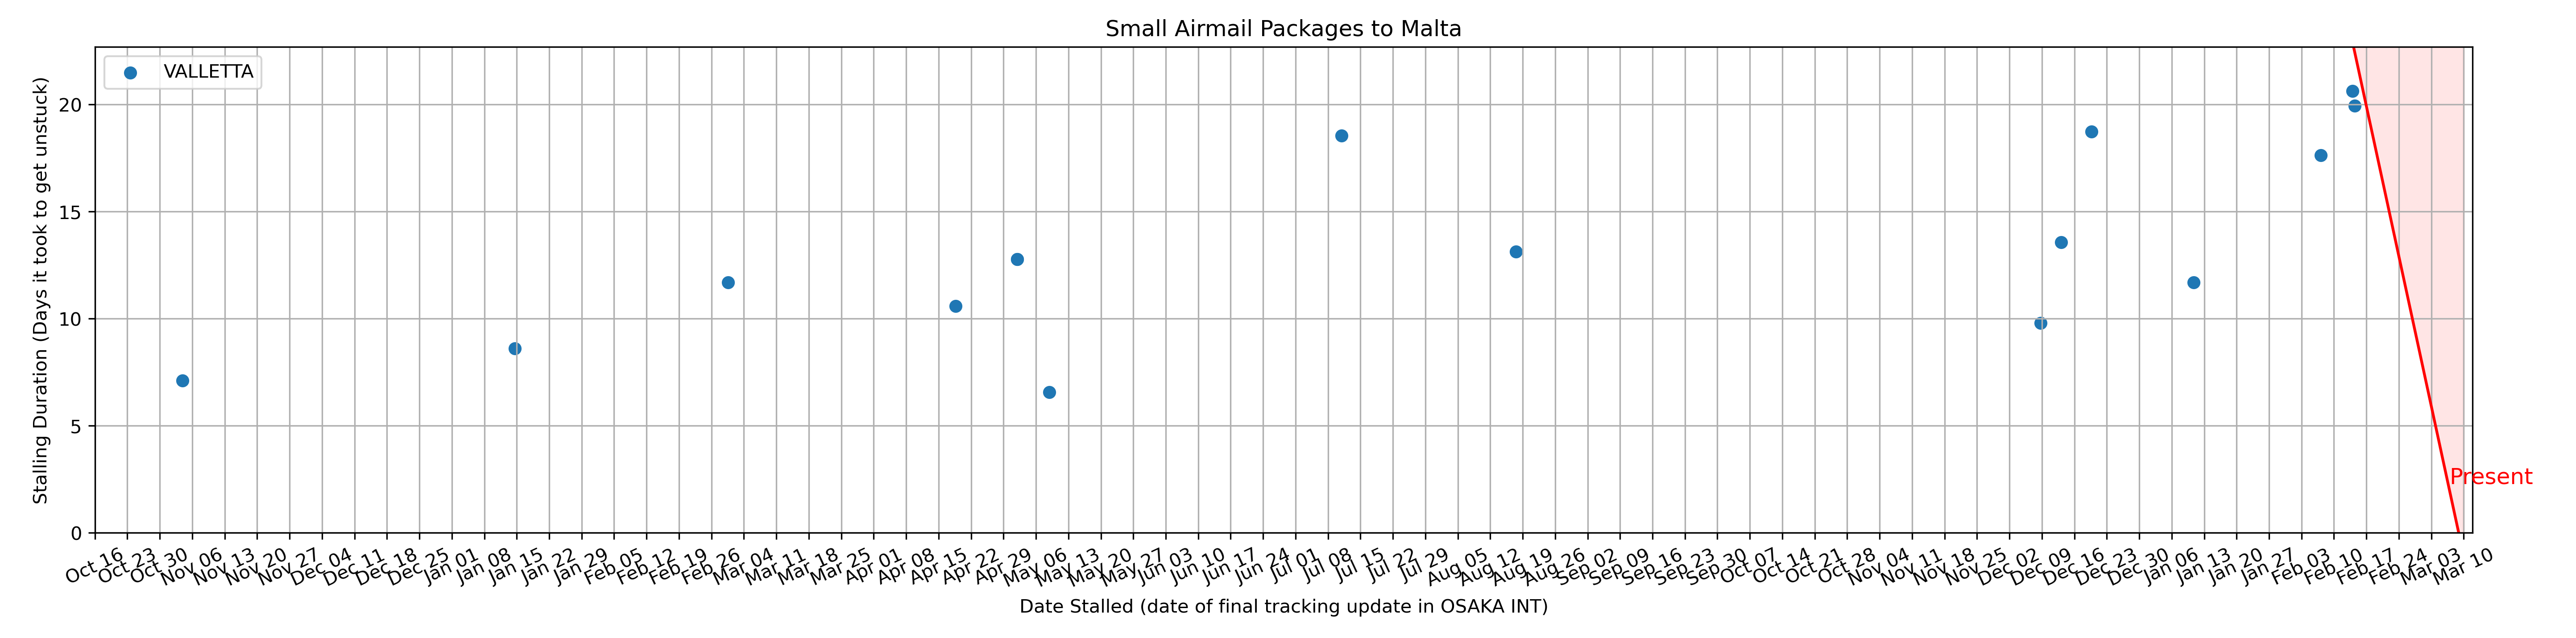 Small Airmail Packages to Malta
VALLETTA
Stalling Duration (Days it took to get unstuck)
20
15
10
5
0
Present
Oct 16 Oct 23 Oct 30 Nov 06 Nov 13 Nov 20 Nov 27 Dec 04 Dec 11 Dec 18 Dec 25 Jan 01 Jan 08 Jan 15 Jan 22 Jan 29 Feb 05 Feb 12 Feb 19 Feb 26 Mar 04 Mar 11 Mar 18 Mar 25 Apr 01 Apr 08 Apr 15 Apr 22 Apr 29 May 06 May 13 May 20 May 27 Jun 03 Jun 10 Jun 17 Jun 24 Jul 01 Jul 08 Jul 15 Jul 22 Jul 29 Aug 05 Aug 12 Aug 19 Aug 26 Sep 02 Sep 09 Sep 16 Sep 23 Sep 30 Oct 07 Oct 14 Oct 21 Oct 28 Nov 04 Nov 11 Nov 18 Nov 25 Dec 02 Dec 09 Dec 16 Dec 23 Dec 30 Jan 06 Jan 13 Jan 20 Jan 27 Feb 03 Feb 10 Feb 17 Feb 24 Mar 03 Mar 10
Date Stalled (date of final tracking update in OSAKA INT)